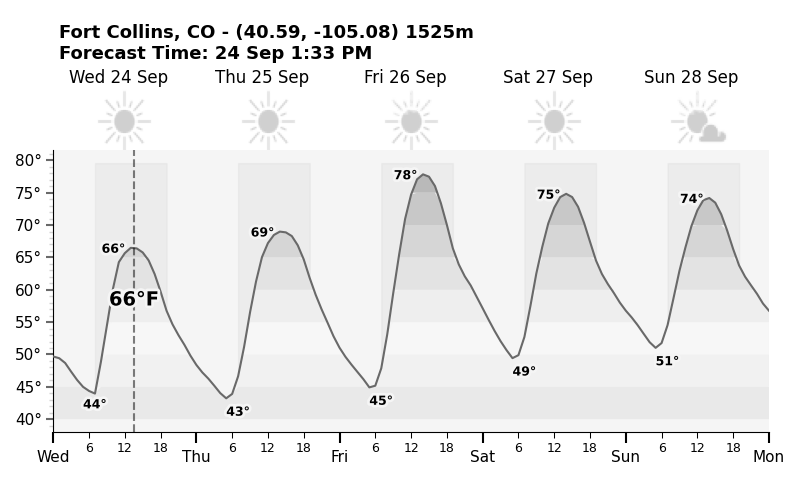 Fort Collins, CO - (40.59, -105.08) 1525m
Forecast Time: 24 Sep 1:33 PM
Wed 24 Sep Thu 25 Sep Fri 26 Sep Sat 27 Sep Sun 28 Sep
80°
75°
70°
65°
60°
55°
50°
45°
40°
66° 69° 78° 75° 74°
66°F
44° 43° 45° 49° 51°
6 12 18 6 12 18 6 12 18 6 12 18 6 12 18
Wed Thu Fri Sat Sun Mon